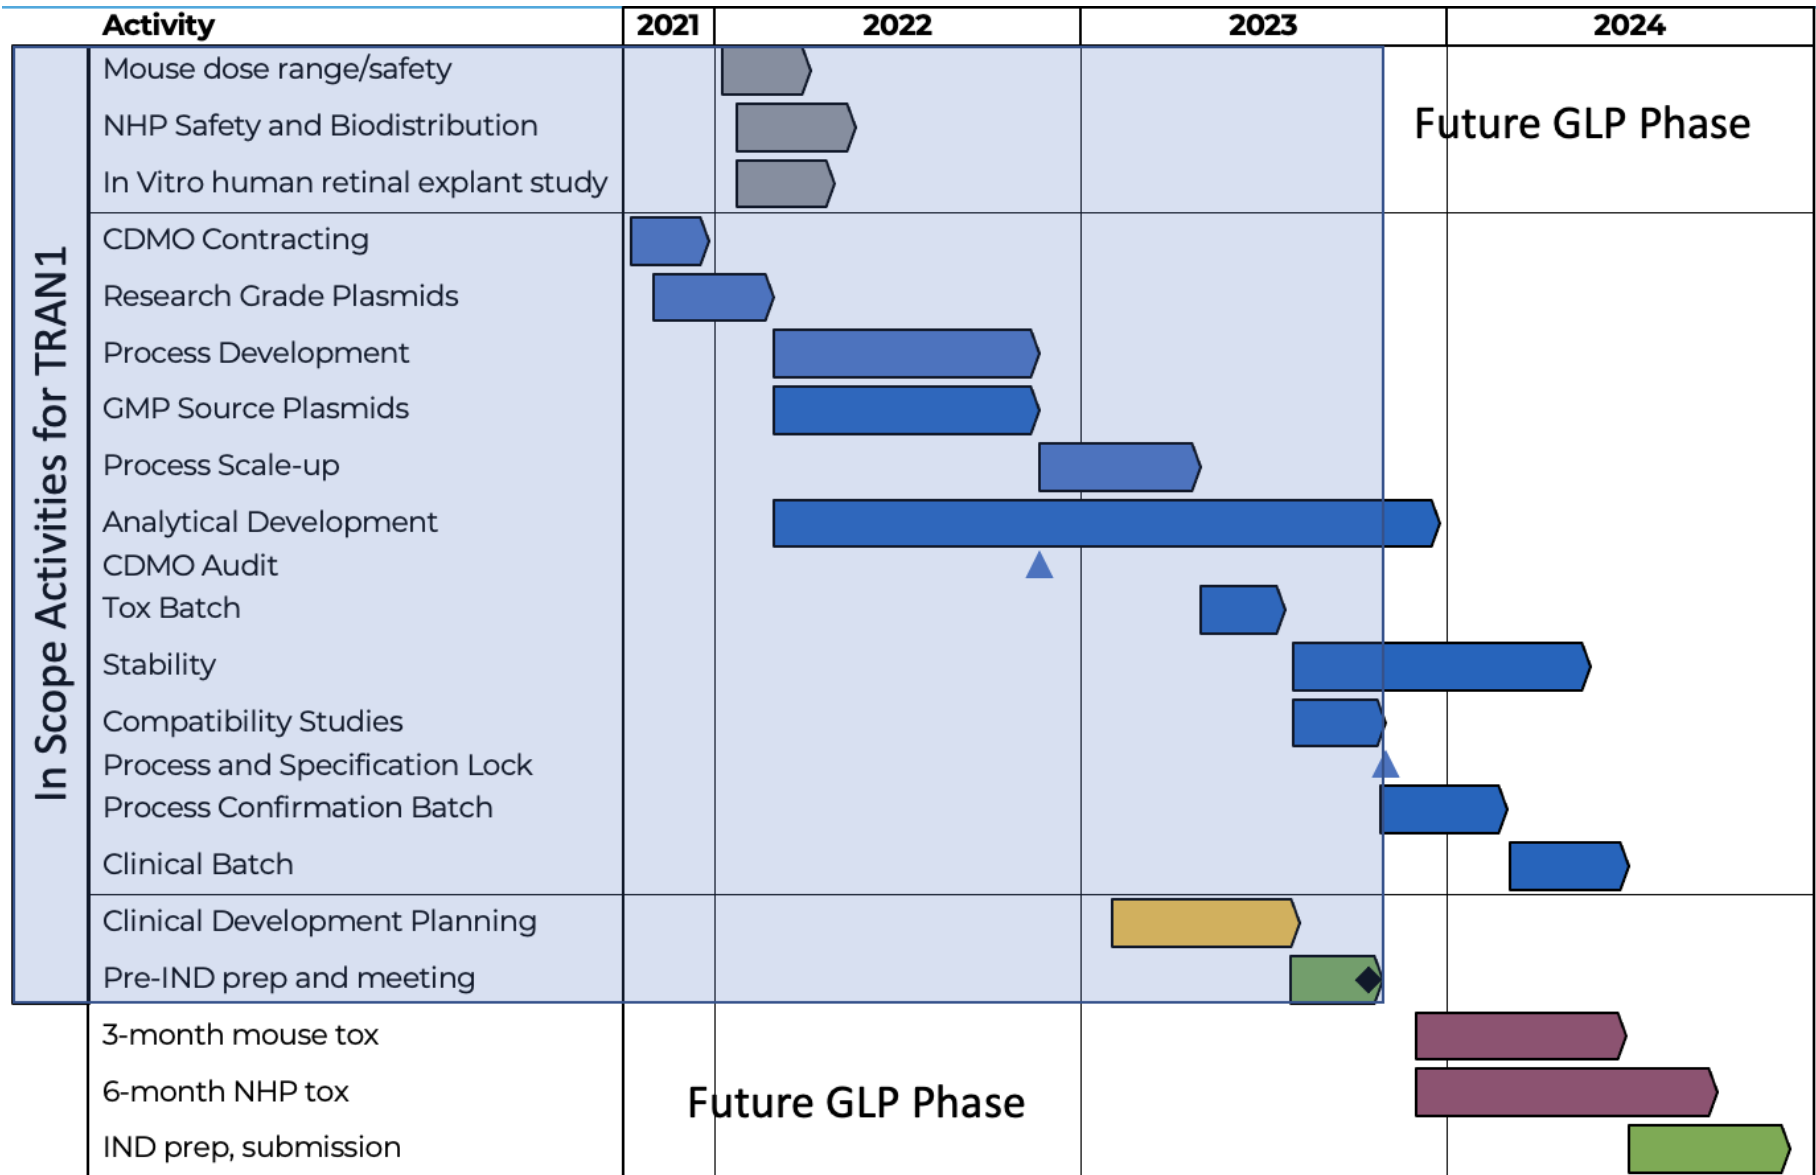 Activity 2021 2022 2023 2024
In Scope Activities for TRAN1
Mouse dose range/safety
NHP Safety and Biodistribution
Future GLP Phase
In Vitro human retinal explant study
CDMO Contracting
Research Grade Plasmids
Process Development
GMP Source Plasmids
Process Scale-up
Analytical Development
CDMO Audit
Tox Batch
Stability
Compatibility Studies
Process and Specification Lock
Process Confirmation Batch
Clinical Batch
Clinical Development Planning
Pre-IND prep and meeting
3-month mouse tox
6-month NHP tox
Future GLP Phase
IND prep, submission